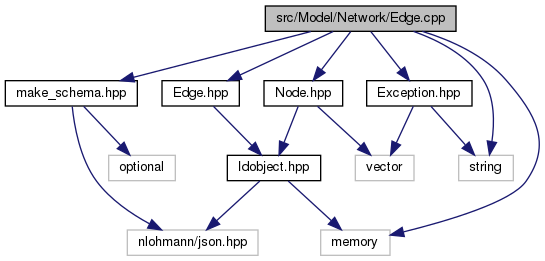 src/Model/Network/Edge.cpp
make_schema.hpp
Edge.hpp
Node.hpp
Exception.hpp
optional
ldobject.hpp
vector
string
nlohmann/json.hpp
memory